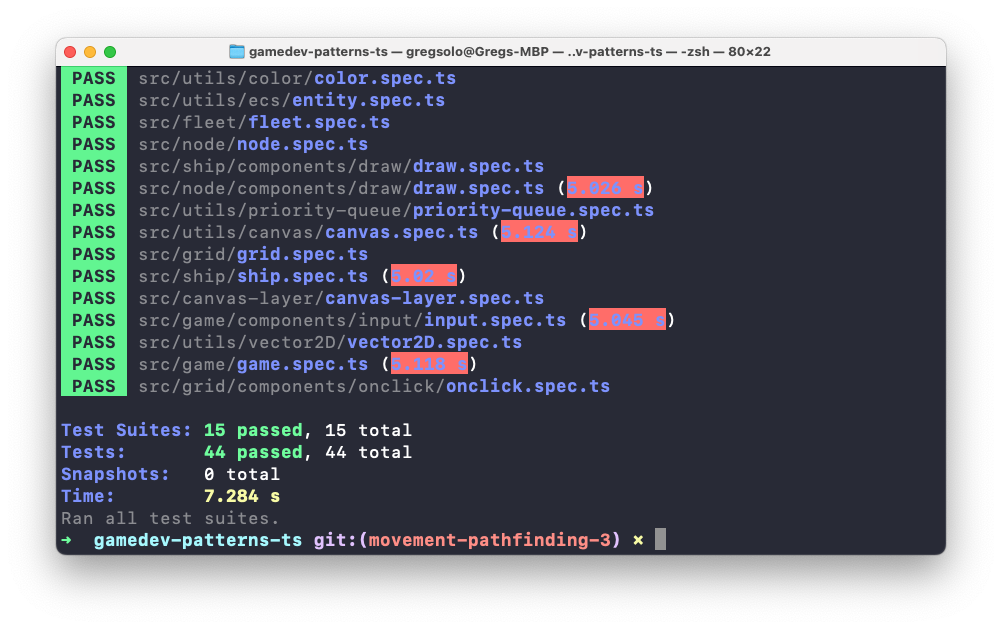 gamedev-patterns-ts — gregsolo@Gregs-MBP — ..v-patterns-ts — -zsh — 80×22
PASS src/utils/color/color.spec.ts
PASS src/utils/ecs/entity.spec.ts
PASS src/fleet/fleet.spec.ts
PASS src/node/node.spec.ts
PASS src/ship/components/draw/draw.spec.ts
PASS src/node/components/draw/draw.spec.ts (5.026 s)
PASS src/utils/priority-queue/priority-queue.spec.ts
PASS src/utils/canvas/canvas.spec.ts (5.124 s)
PASS src/grid/grid.spec.ts
PASS src/ship/ship.spec.ts (5.02 s)
PASS src/canvas-layer/canvas-layer.spec.ts
PASS src/game/components/input/input.spec.ts (5.045 s)
PASS src/utils/vector2D/vector2D.spec.ts
PASS src/game/game.spec.ts (5.118 s)
PASS src/grid/components/onclick/onclick.spec.ts
Test Suites: 15 passed, 15 total
Tests: 44 passed, 44 total
Snapshots: 0 total
Time: 7.284 s
Ran all test suites.
➜ gamedev-patterns-ts git:(movement-pathfinding-3) ✗